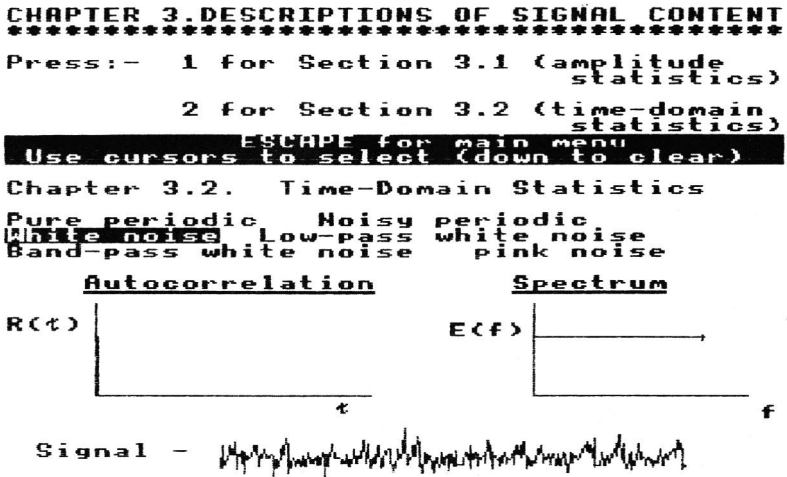 CHAPTER 3.DESCRIPTIONS OF SIGNAL CONTENT
****************************************
Press:- 1 for Section 3.1 (amplitude
statistics)
2 for Section 3.2 (time-domain
statistics)
ESCAPE for main menu
Use cursors to select (down to clear)
Chapter 3.2. Time-Domain Statistics
Pure periodic Noisy periodic
White noise Low-pass white noise
Band-pass white noise pink noise
Autocorrelation Spectrum
R(t) E(f)
t f
Signal -